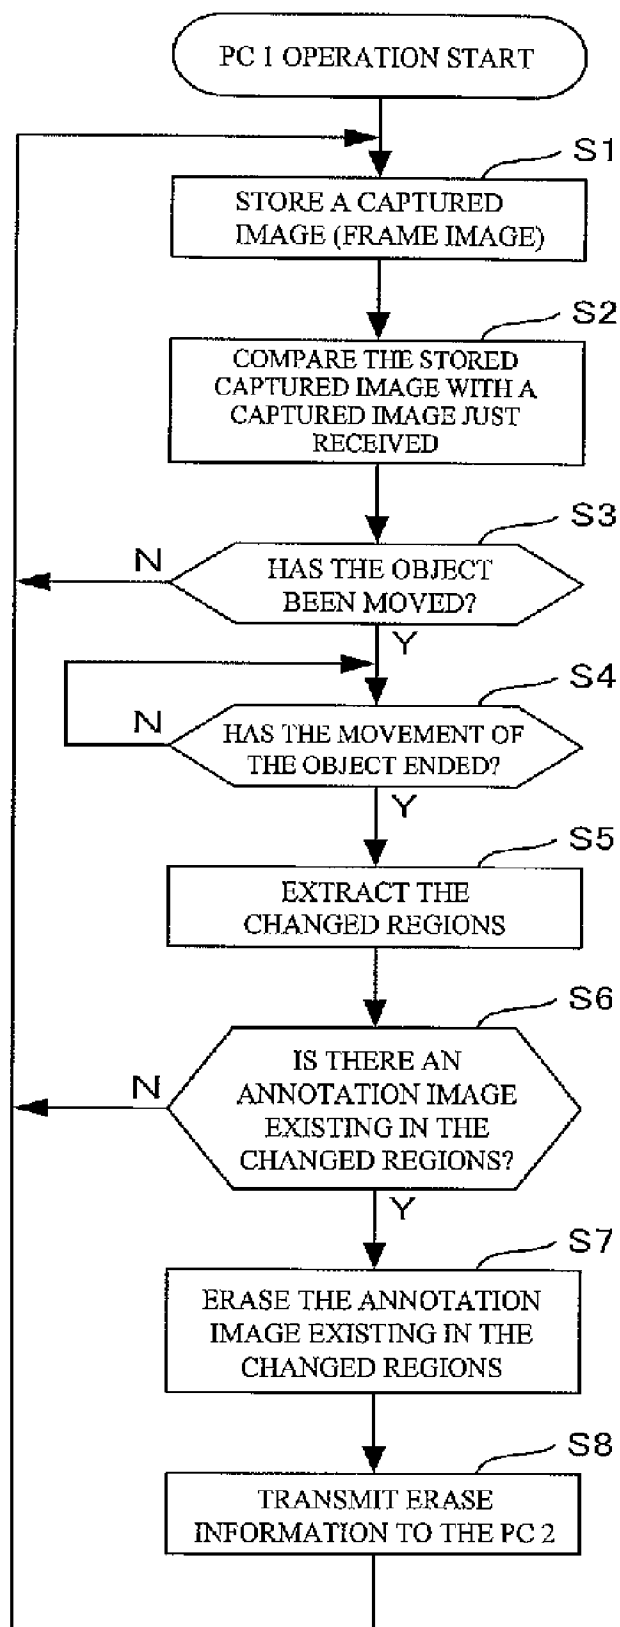 PC 1 OPERATION START
S1
STORE A CAPTURED
IMAGE (FRAME IMAGE)
S2
COMPARE THE STORED
CAPTURED IMAGE WITH A
CAPTURED IMAGE JUST
RECEIVED
S3
N
HAS THE OBJECT
BEEN MOVED?
Y
S4
N
HAS THE MOVEMENT OF
THE OBJECT ENDED?
Y
S5
EXTRACT THE
CHANGED REGIONS
S6
N
IS THERE AN
ANNOTATION IMAGE
EXISTING IN THE
CHANGED REGIONS?
Y
S7
ERASE THE ANNOTATION
IMAGE EXISTING IN THE
CHANGED REGIONS
S8
TRANSMIT ERASE
INFORMATION TO THE PC 2